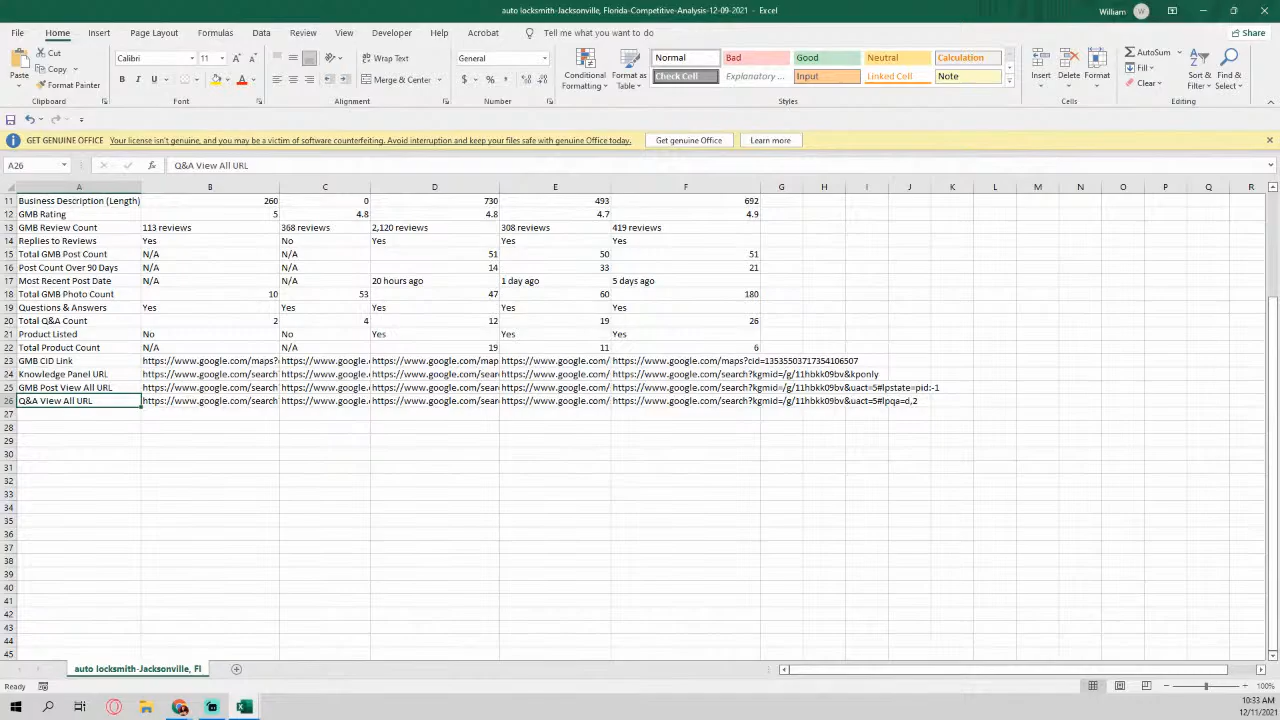 auto locksmith-Jacksonville, Florida-Competitive-Analysis-12-09-2021 - Excel
William W
File Home Insert Page Layout Formulas Data Review View Developer Help Acrobat Tell me what you want to do Share
Paste Cut Copy Format Painter Clipboard
Calibri 11 B I U A Font
Wrap Text Merge & Center Alignment
General $ % , Number
Conditional Formatting Format as Table
Normal Bad Good Neutral Calculation
Check Cell Explanatory ... Input Linked Cell Note
Styles
Insert Delete Format Cells
AutoSum Fill Clear Sort & Filter Find & Select Editing
GET GENUINE OFFICE Your license isn't genuine, and you may be a victim of software counterfeiting. Avoid interruption and keep your files safe with genuine Office today. Get genuine Office Learn more
A26 fx Q&A View All URL
A B C D E F G H I J K L M N O P Q R
11 Business Description (Length) 260 0 730 493 692
12 GMB Rating 5 4.8 4.8 4.7 4.9
13 GMB Review Count 113 reviews 368 reviews 2,120 reviews 308 reviews 419 reviews
14 Replies to Reviews Yes No Yes Yes Yes
15 Total GMB Post Count N/A N/A 51 50 51
16 Post Count Over 90 Days N/A N/A 14 33 21
17 Most Recent Post Date N/A N/A 20 hours ago 1 day ago 5 days ago
18 Total GMB Photo Count 10 53 47 60 180
19 Questions & Answers Yes Yes Yes Yes Yes
20 Total Q&A Count 2 4 12 19 26
21 Product Listed No No Yes Yes Yes
22 Total Product Count N/A N/A 19 11 6
23 GMB CID Link https://www.google.com/maps? https://www.google. https://www.google.com/map https://www.google.com/ https://www.google.com/maps?cid=13535503717354106507
24 Knowledge Panel URL https://www.google.com/search https://www.google. https://www.google.com/sear https://www.google.com/ https://www.google.com/search?kgmid=/g/11hbkk09bv&kponly
25 GMB Post View All URL https://www.google.com/search https://www.google. https://www.google.com/sear https://www.google.com/ https://www.google.com/search?kgmid=/g/11hbkk09bv&uact=5#lpstate=pid:-1
26 Q&A View All URL https://www.google.com/search https://www.google. https://www.google.com/sear https://www.google.com/ https://www.google.com/search?kgmid=/g/11hbkk09bv&uact=5#lpqa=d,2
27
28
29
30
31
32
33
34
35
36
37
38
39
40
41
42
43
44
45
auto locksmith-Jacksonville, Fl
Ready 100%
10:33 AM
12/11/2021